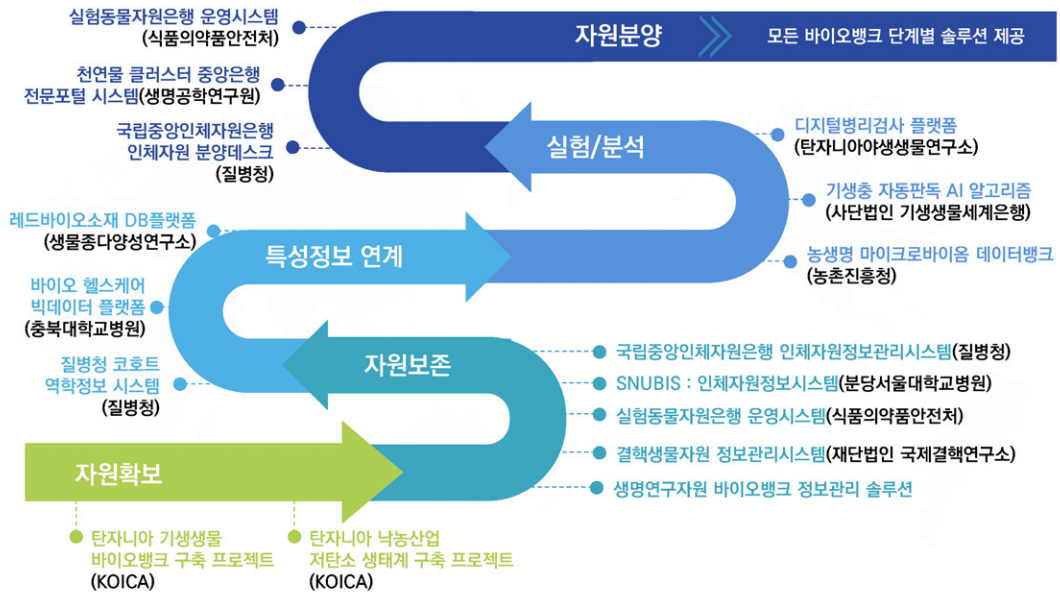 실험동물자원은행 운영시스템
(식품의약품안전처)
자원분양
모든 바이오뱅크 단계별 솔루션 제공
천연물 클러스터 중앙은행
전문포털 시스템(생명공학연구원)
국립중앙인체자원은행
인체자원 분양데스크
(질병청)
실험/분석
디지털병리검사 플랫폼
(탄자니아야생생물연구소)
기생충 자동판독 AI 알고리즘
(사단법인 기생생물세계은행)
농생명 마이크로바이옴 데이터뱅크
(농촌진흥청)
레드바이오소재 DB플랫폼
(생물종다양성연구소)
특성정보 연계
바이오 헬스케어
빅데이터 플랫폼
(충북대학교병원)
질병청 코호트
역학정보 시스템
(질병청)
자원보존
국립중앙인체자원은행 인체자원정보관리시스템(질병청)
SNUBIS : 인체자원정보시스템(분당서울대학교병원)
실험동물자원은행 운영시스템(식품의약품안전처)
결핵생물자원 정보관리시스템(재단법인 국제결핵연구소)
생명연구자원 바이오뱅크 정보관리 솔루션
자원확보
탄자니아 기생생물
바이오뱅크 구축 프로젝트
(KOICA)
탄자니아 낙농산업
저탄소 생태계 구축 프로젝트
(KOICA)